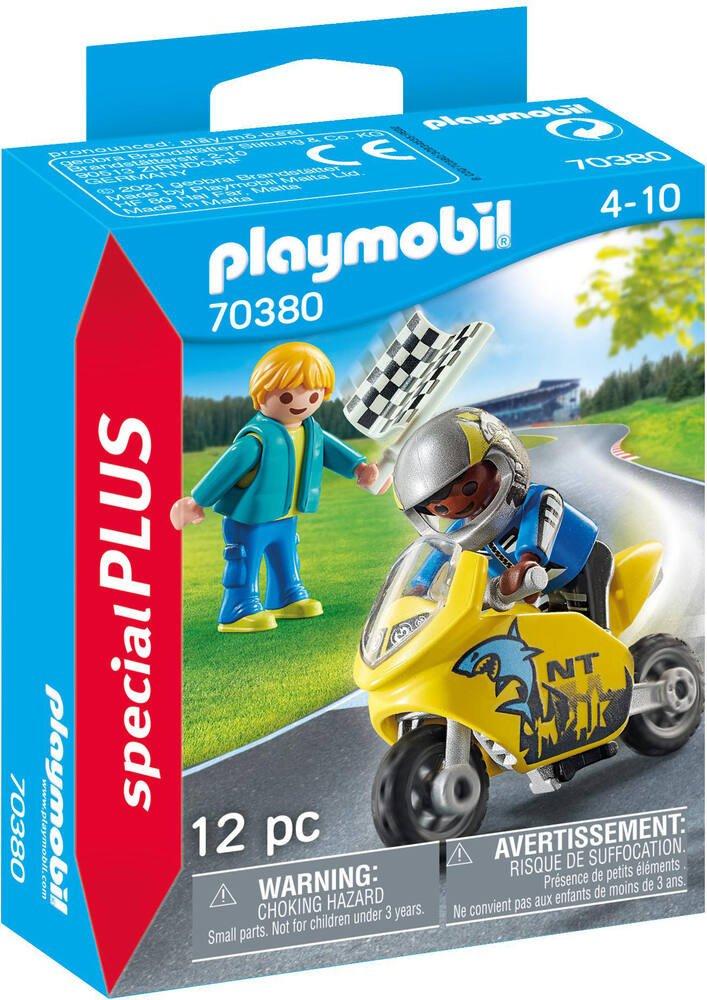 pronounced: play-mo-beel
geobra Brandstätter Stiftung & Co. KG
Brandstätterstr. 2-10
90513 ZIRNDORF
GERMANY
© 2021 geobra Brandstätter
Made by Playmobil Malta Ltd.
HF 80 Hal Far, Malta
Made in Malta
CE
playmobil
70380
playmobil®
70380
4-10
specialPLUS
NT
12 pc
WARNING:
CHOKING HAZARD
Small parts. Not for children under 3 years.
AVERTISSEMENT:
RISQUE DE SUFFOCATION.
Présence de petits éléments.
Ne convient pas aux enfants de moins de 3 ans.
playmobil
www.playmobil.com
70380